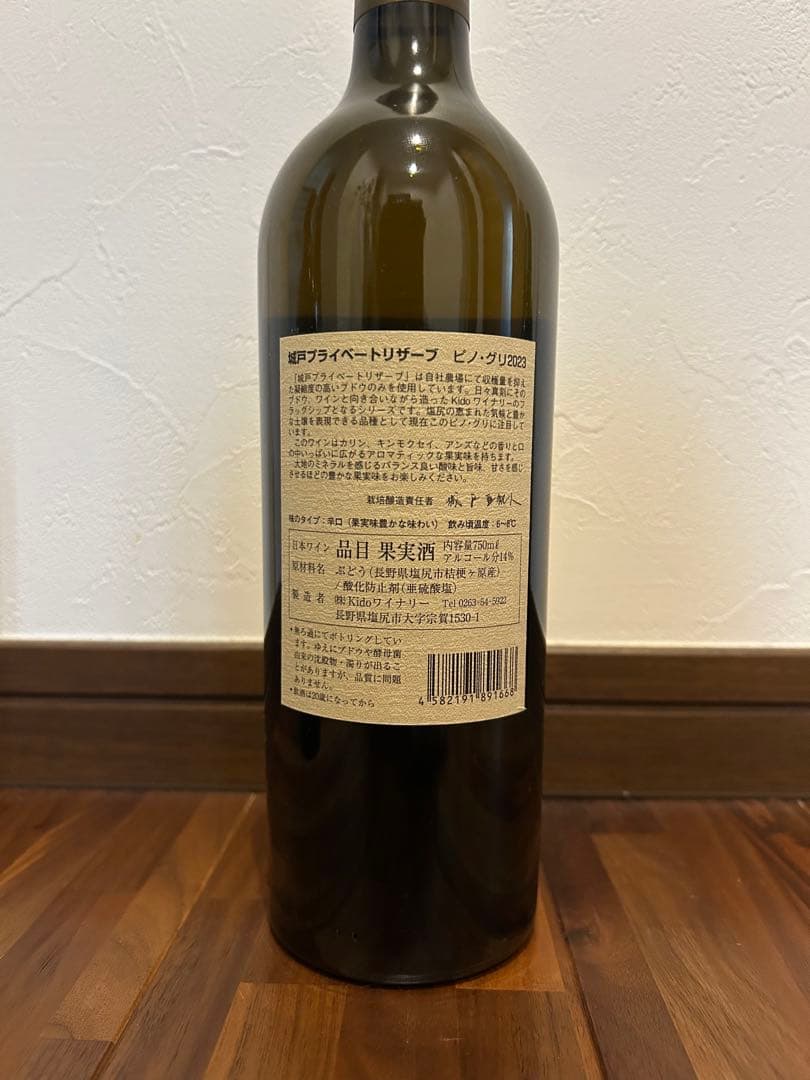 城戸プライベートリザーブ ピノ・グリ2023
「城戸プライベートリザーブ」は自社農場にて収穫量を抑え
た凝縮度の高いブドウのみを使用しています。日々真剣にその
ブドウ、ワインと向き合いながら造ったKidoワイナリーのフ
ラッグシップとなるシリーズです。塩尻の恵まれた気候と豊か
な土壌を表現できる品種として現在このピノ・グリに注目して
います。
このワインはカリン、キンモクセイ、アンズなどの香りと口
の中いっぱいに広がるアロマティックな果実味を持ちます。
大地のミネラルを感じるバランス良い酸味と旨味、甘さを感じ
させるほどの豊かな果実味をお楽しみください。
栽培醸造責任者
味のタイプ：辛口（果実味豊かな味わい） 飲み頃温度：6～8℃
日本ワイン 品目 果実酒 内容量750mℓ
アルコール分14%
原材料名 ぶどう（長野県塩尻市桔梗ヶ原産）
/酸化防止剤（亜硫酸塩）
製造者 ㈱Kidoワイナリー Tel 0263-54-5922
長野県塩尻市大字宗賀1530-1
•無ろ過にてボトリングしてい
ます。ゆえにブドウや酵母菌
由来の沈殿物・濁りが出るこ
とがありますが、品質に問題
ありません。
•飲酒は20歳になってから
4 582191 891668